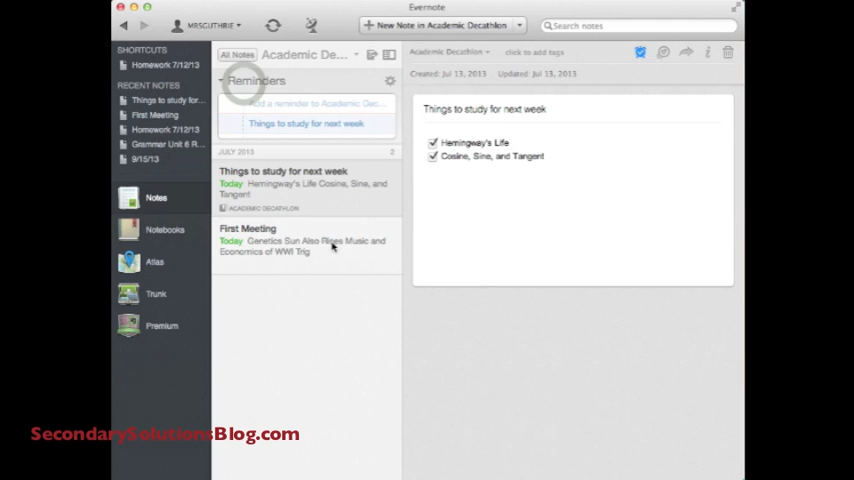 Evernote
MRSGUTHRIE
New Note in Academic Decathlon
Search notes
SHORTCUTS
Homework 7/12/13
RECENT NOTES
Things to study for...
First Meeting
Homework 7/12/13
Grammar Unit 6 R...
9/15/13
Notes
Notebooks
Atlas
Trunk
Premium
All Notes Academic De...
Reminders
Add a reminder to Academic Dec...
Things to study for next week
JULY 2013 2
Things to study for next week
Today Hemingway's Life Cosine, Sine, and
Tangent
ACADEMIC DECATHLON
First Meeting
Today Genetics Sun Also Rises Music and
Economics of WWI Trig
Academic Decathlon click to add tags
Created: Jul 13, 2013 Updated: Jul 13, 2013
Things to study for next week
Hemingway's Life
Cosine, Sine, and Tangent
SecondarySolutionsBlog.com